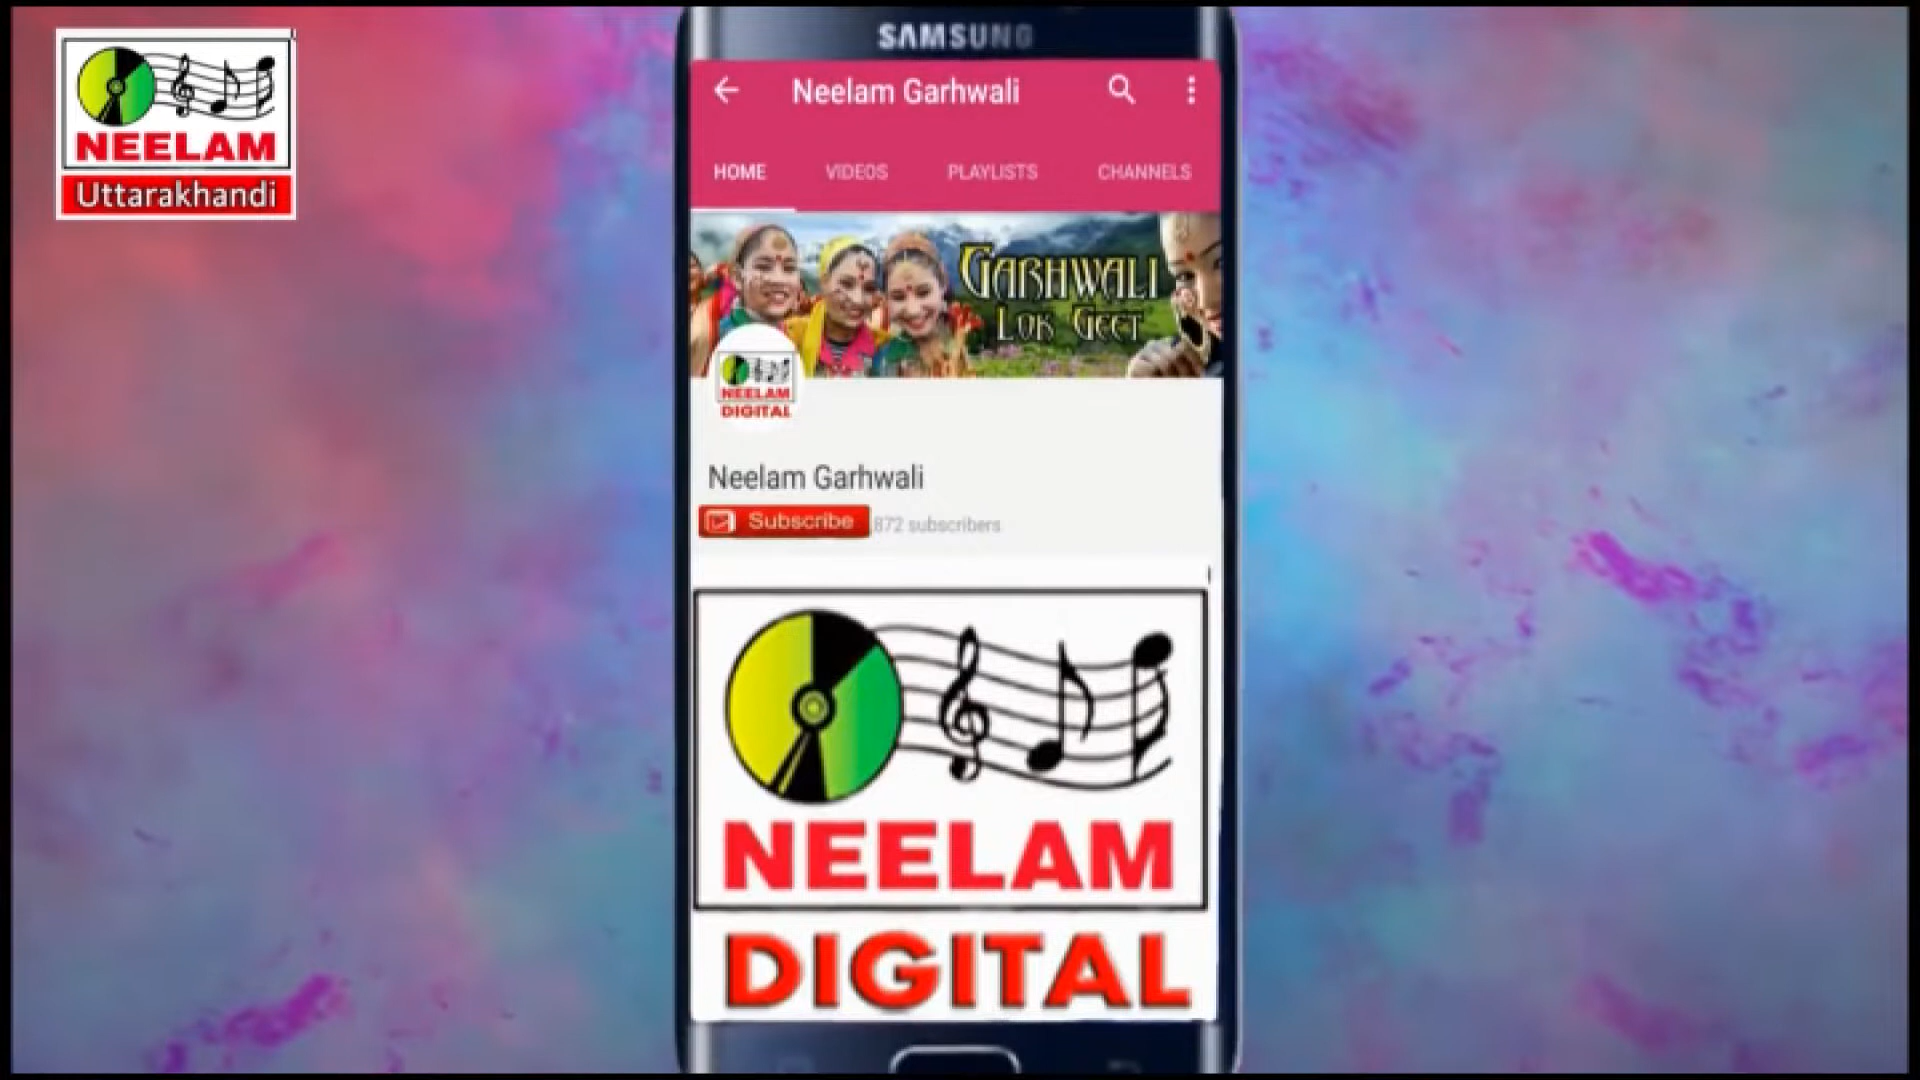 NEELAM
Uttarakhandi
SAMSUNG
Neelam Garhwali
HOME VIDEOS PLAYLISTS CHANNELS
GARHWALI
LOK GEET
NEELAM
DIGITAL
Neelam Garhwali
Subscribe 872 subscribers
NEELAM
DIGITAL